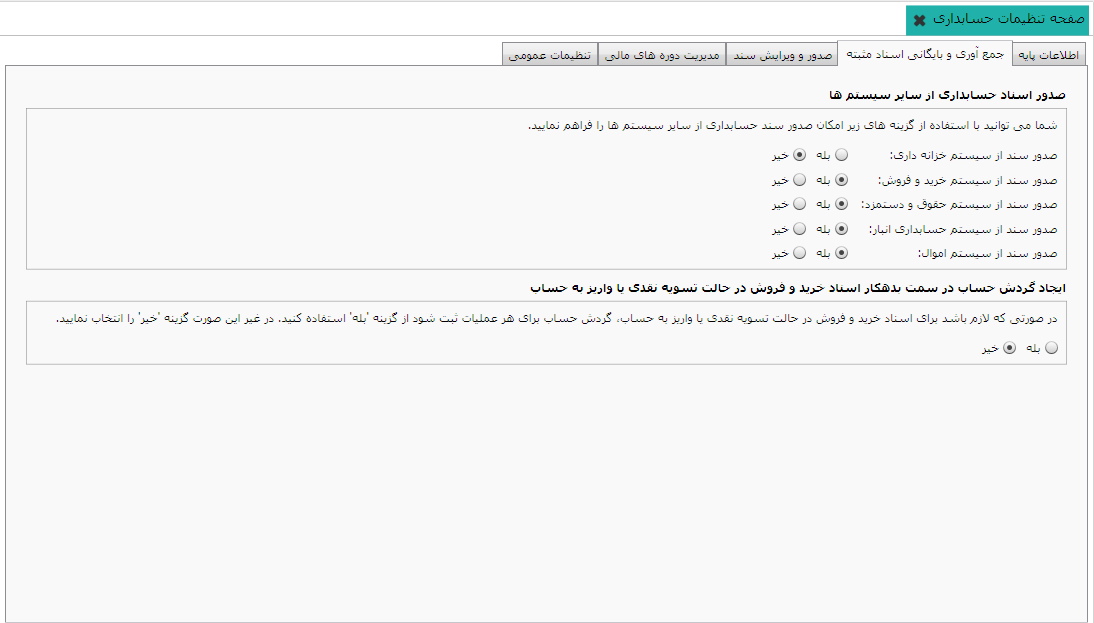 صفحه تنظیمات حسابداری
اطلاعات پایه
جمع آوری و بایگانی اسناد مثبته
صدور و ویرایش سند
مدیریت دوره های مالی
تنظیمات عمومی
صدور اسناد حسابداری از سایر سیستم ها
شما می توانید با استفاده از گزینه های زیر امکان صدور سند حسابداری از سایر سیستم ها را فراهم نمایید.
صدور سند از سیستم خزانه داری: بله خیر
صدور سند از سیستم خرید و فروش: بله خیر
صدور سند از سیستم حقوق و دستمزد: بله خیر
صدور سند از سیستم حسابداری انبار: بله خیر
صدور سند از سیستم اموال: بله خیر
ایجاد گردش حساب در سمت بدهکار اسناد خرید و فروش در حالت تسویه نقدی یا واریز به حساب
در صورتی که لازم باشد برای اسناد خرید و فروش در حالت تسویه نقدی یا واریز به حساب، گردش حساب برای هر عملیات ثبت شود از گزینه 'بله' استفاده کنید. در غیر این صورت گزینه 'خیر' را انتخاب نمایید.
بله خیر